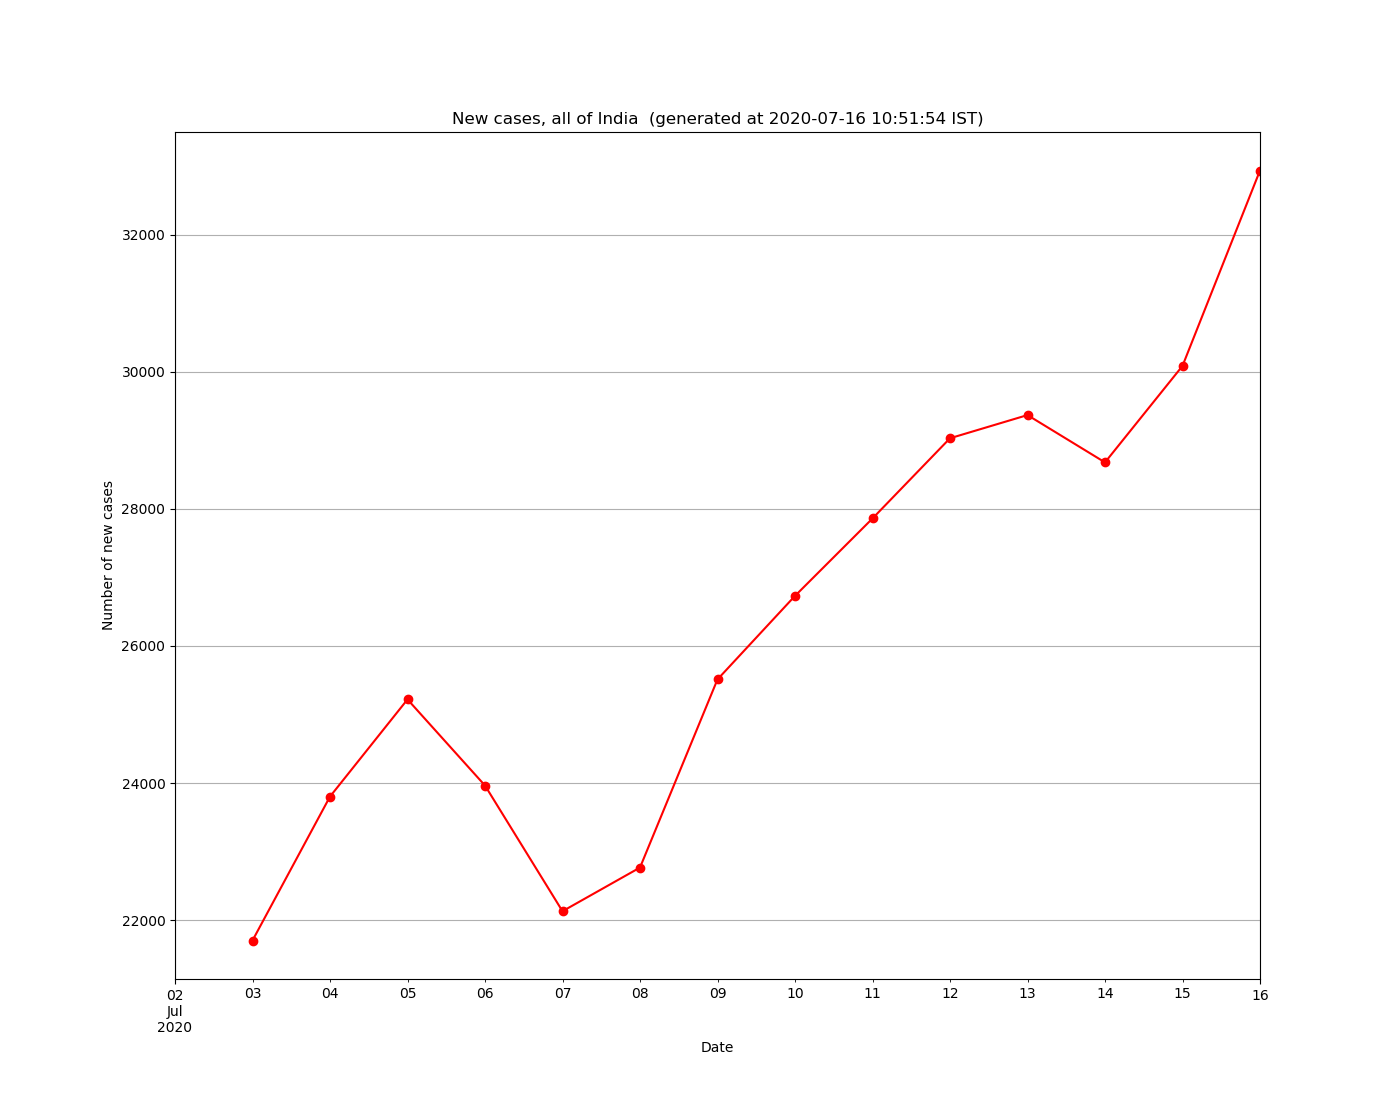 New cases, all of India  (generated at 2020-07-16 10:51:54 IST)
32000
30000
28000
26000
24000
22000
Number of new cases
02 03 04 05 06 07 08 09 10 11 12 13 14 15 16
Jul
2020
Date